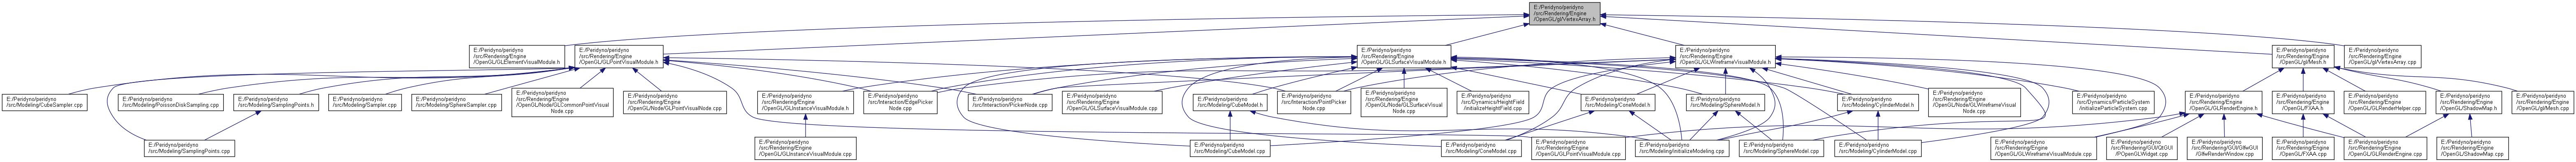 E:/Peridyno/peridyno
/src/Rendering/Engine
/OpenGL/gl/VertexArray.h
E:/Peridyno/peridyno
/src/Rendering/Engine
/OpenGL/GLElementVisualModule.h
E:/Peridyno/peridyno
/src/Rendering/Engine
/OpenGL/GLPointVisualModule.h
E:/Peridyno/peridyno
/src/Rendering/Engine
/OpenGL/GLSurfaceVisualModule.h
E:/Peridyno/peridyno
/src/Rendering/Engine
/OpenGL/GLWireframeVisualModule.h
E:/Peridyno/peridyno
/src/Rendering/Engine
/OpenGL/gl/Mesh.h
E:/Peridyno/peridyno
/src/Rendering/Engine
/OpenGL/gl/VertexArray.cpp
E:/Peridyno/peridyno
/src/Modeling/CubeSampler.cpp
E:/Peridyno/peridyno
/src/Modeling/PoissonDiskSampling.cpp
E:/Peridyno/peridyno
/src/Modeling/SamplingPoints.h
E:/Peridyno/peridyno
/src/Modeling/Sampler.cpp
E:/Peridyno/peridyno
/src/Modeling/SphereSampler.cpp
E:/Peridyno/peridyno
/src/Rendering/Engine
/OpenGL/Node/GLCommonPointVisual
Node.cpp
E:/Peridyno/peridyno
/src/Rendering/Engine
/OpenGL/Node/GLPointVisualNode.cpp
E:/Peridyno/peridyno
/src/Rendering/Engine
/OpenGL/GLInstanceVisualModule.h
E:/Peridyno/peridyno
/src/Interaction/EdgePicker
Node.cpp
E:/Peridyno/peridyno
/src/Interaction/PickerNode.cpp
E:/Peridyno/peridyno
/src/Rendering/Engine
/OpenGL/GLSurfaceVisualModule.cpp
E:/Peridyno/peridyno
/src/Modeling/CubeModel.h
E:/Peridyno/peridyno
/src/Interaction/PointPicker
Node.cpp
E:/Peridyno/peridyno
/src/Rendering/Engine
/OpenGL/Node/GLSurfaceVisual
Node.cpp
E:/Peridyno/peridyno
/src/Dynamics/HeightField
/initializeHeightField.cpp
E:/Peridyno/peridyno
/src/Modeling/ConeModel.h
E:/Peridyno/peridyno
/src/Modeling/SphereModel.h
E:/Peridyno/peridyno
/src/Modeling/CylinderModel.h
E:/Peridyno/peridyno
/src/Rendering/Engine
/OpenGL/Node/GLWireframeVisual
Node.cpp
E:/Peridyno/peridyno
/src/Dynamics/ParticleSystem
/initializeParticleSystem.cpp
E:/Peridyno/peridyno
/src/Rendering/Engine
/OpenGL/GLRenderEngine.h
E:/Peridyno/peridyno
/src/Rendering/Engine
/OpenGL/FXAA.h
E:/Peridyno/peridyno
/src/Rendering/Engine
/OpenGL/GLRenderHelper.cpp
E:/Peridyno/peridyno
/src/Rendering/Engine
/OpenGL/ShadowMap.h
E:/Peridyno/peridyno
/src/Rendering/Engine
/OpenGL/gl/Mesh.cpp
E:/Peridyno/peridyno
/src/Modeling/SamplingPoints.cpp
E:/Peridyno/peridyno
/src/Rendering/Engine
/OpenGL/GLInstanceVisualModule.cpp
E:/Peridyno/peridyno
/src/Modeling/CubeModel.cpp
E:/Peridyno/peridyno
/src/Modeling/ConeModel.cpp
E:/Peridyno/peridyno
/src/Rendering/Engine
/OpenGL/GLPointVisualModule.cpp
E:/Peridyno/peridyno
/src/Modeling/initializeModeling.cpp
E:/Peridyno/peridyno
/src/Modeling/SphereModel.cpp
E:/Peridyno/peridyno
/src/Modeling/CylinderModel.cpp
E:/Peridyno/peridyno
/src/Rendering/Engine
/OpenGL/GLWireframeVisualModule.cpp
E:/Peridyno/peridyno
/src/Rendering/GUI/QtGUI
/POpenGLWidget.cpp
E:/Peridyno/peridyno
/src/Rendering/GUI/GlfwGUI
/GlfwRenderWindow.cpp
E:/Peridyno/peridyno
/src/Rendering/Engine
/OpenGL/FXAA.cpp
E:/Peridyno/peridyno
/src/Rendering/Engine
/OpenGL/GLRenderEngine.cpp
E:/Peridyno/peridyno
/src/Rendering/Engine
/OpenGL/ShadowMap.cpp